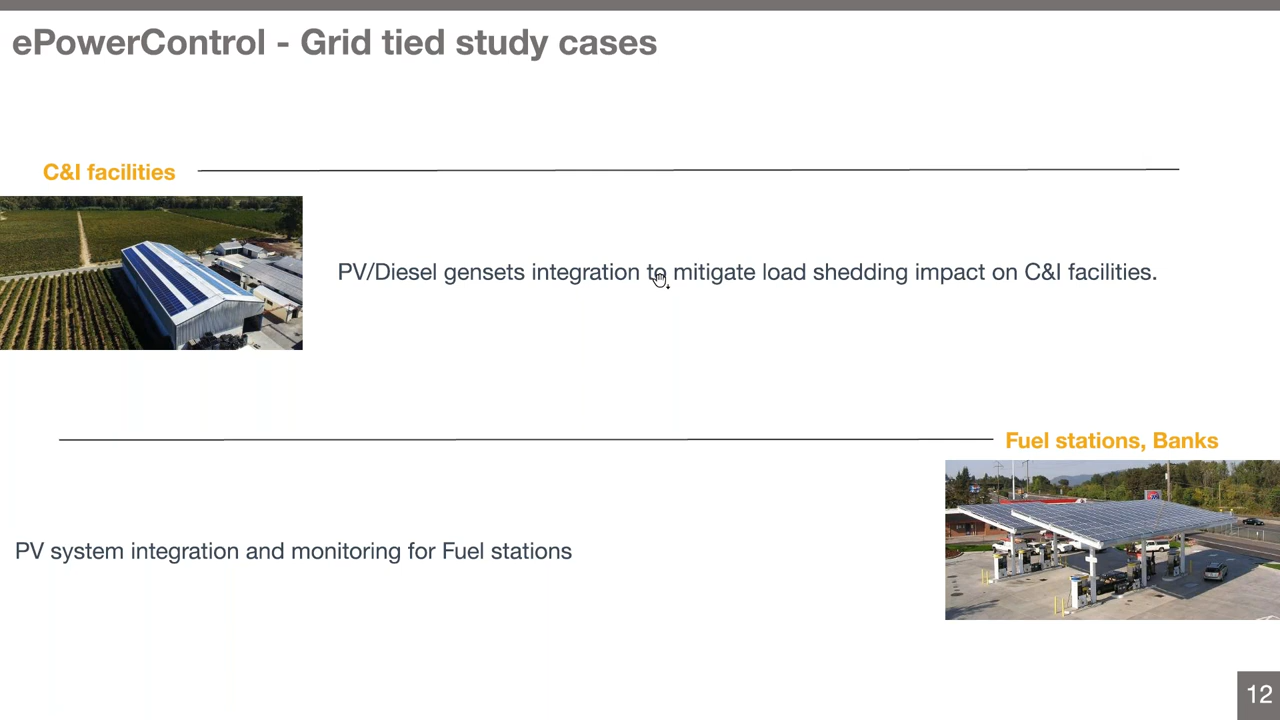 ePowerControl - Grid tied study cases
C&I facilities
PV/Diesel gensets integration to mitigate load shedding impact on C&I facilities.
Fuel stations, Banks
PV system integration and monitoring for Fuel stations
12